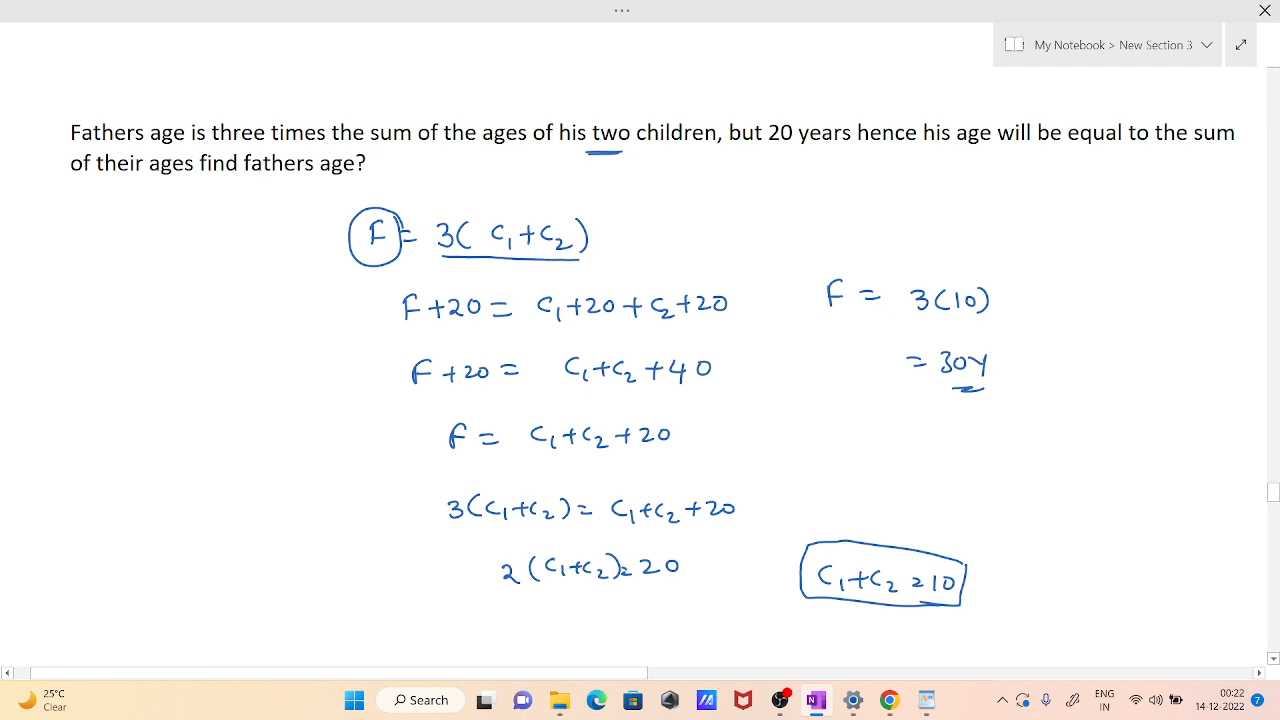 My Notebook > New Section 3
Fathers age is three times the sum of the ages of his two children, but 20 years hence his age will be equal to the sum
of their ages find fathers age?
F = 3( C₁+C₂)
F+20 = C₁+20+C₂+20
F+20 = C₁+C₂+40
F = C₁+C₂+20
3(C₁+C₂)= C₁+C₂+20
2(C₁+C₂)=20
C₁+C₂=10
F = 3(10)
= 30Y
25°C
Clear
Search
ENG
IN
00:26
14-12-2022
7